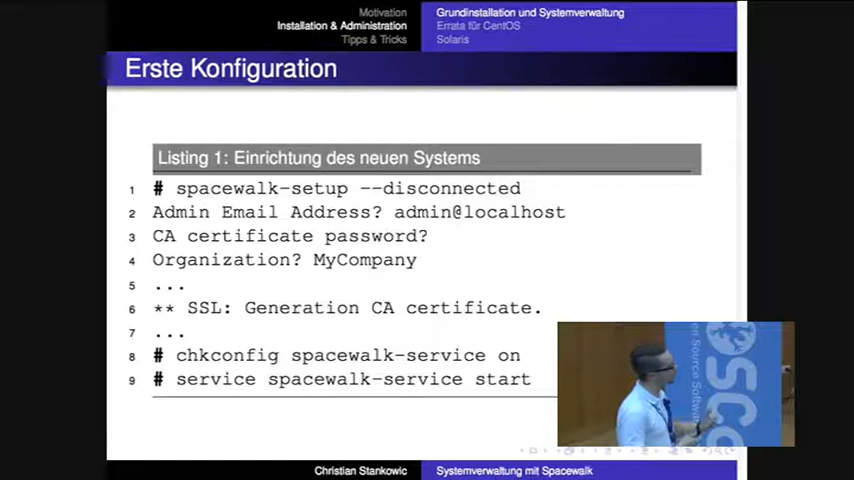 Motivation
Installation & Administration
Tipps & Tricks
Grundinstallation und Systemverwaltung
Errata für CentOS
Solaris
Erste Konfiguration
Listing 1: Einrichtung des neuen Systems
1 # spacewalk-setup --disconnected
2 Admin Email Address? admin@localhost
3 CA certificate password?
4 Organization? MyCompany
5 ...
6 ** SSL: Generation CA certificate.
7 ...
8 # chkconfig spacewalk-service on
9 # service spacewalk-service start
Christian Stankowic
Systemverwaltung mit Spacewalk